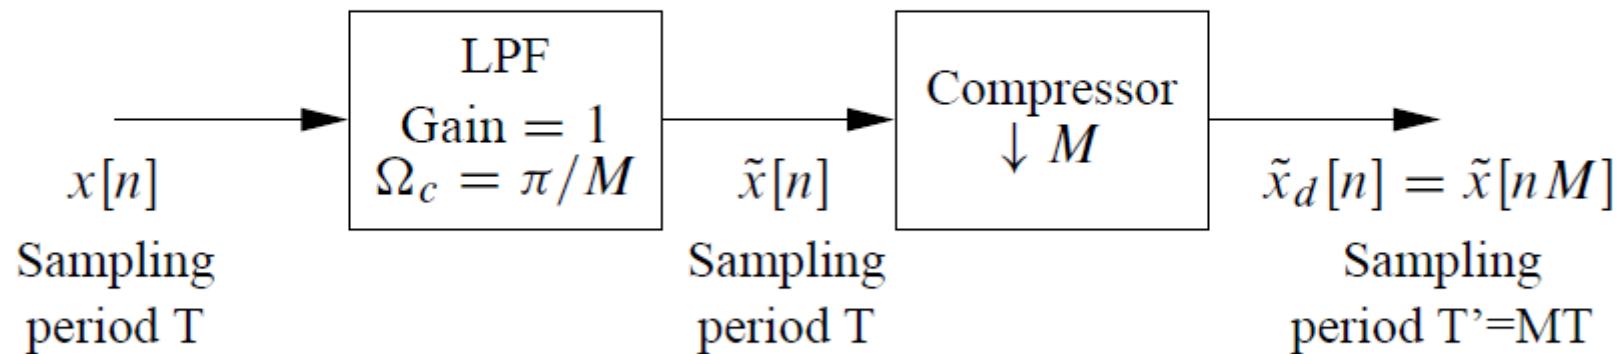 LPF
Gain = 1
Ω_c = π/M
Compressor
↓ M
x[n]
x̃[n]
x̃_d[n] = x̃[nM]
Sampling
period T
Sampling
period T
Sampling
period T’=MT